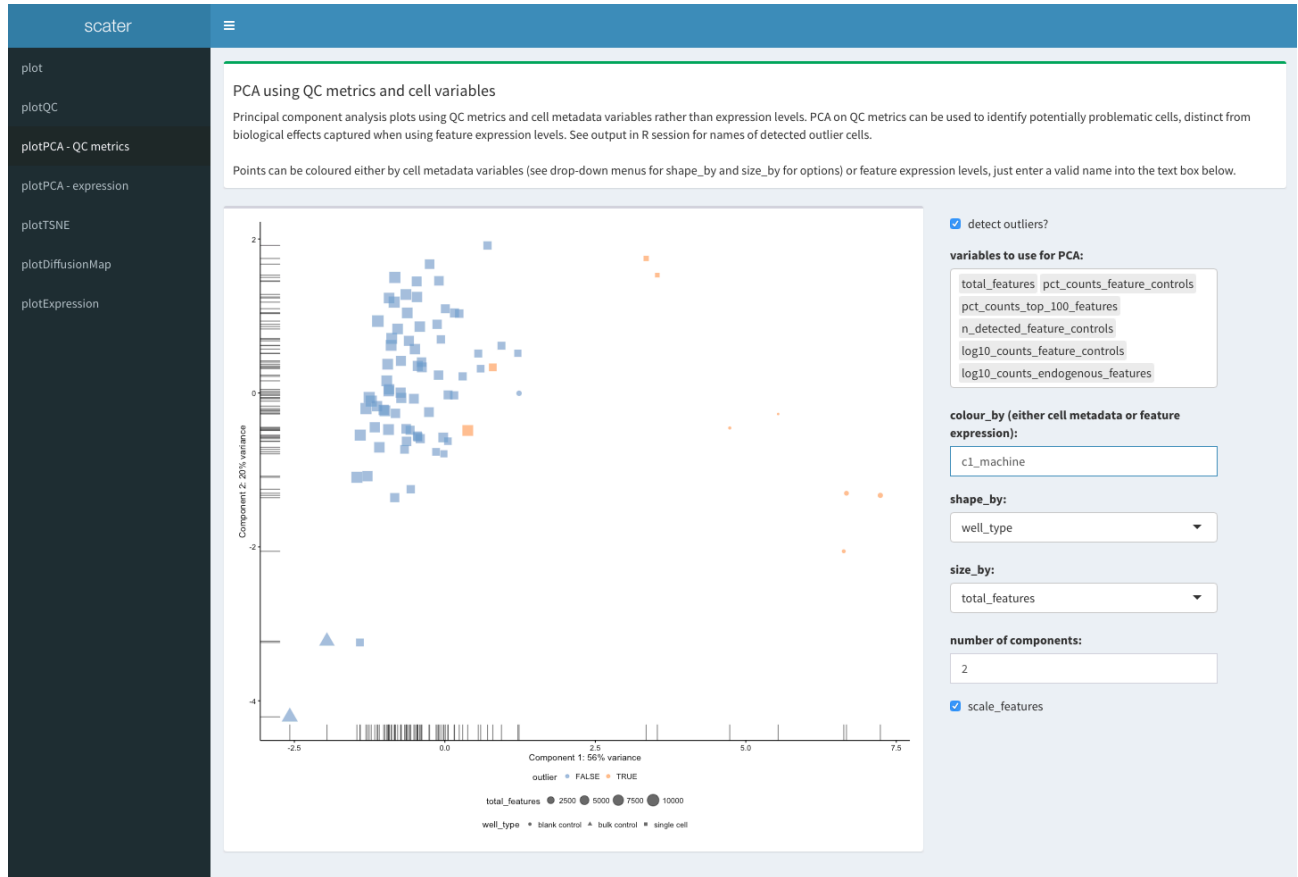 scater
plot
plotQC
plotPCA - QC metrics
plotPCA - expression
plotTSNE
plotDiffusionMap
plotExpression
PCA using QC metrics and cell variables
Principal component analysis plots using QC metrics and cell metadata variables rather than expression levels. PCA on QC metrics can be used to identify potentially problematic cells, distinct from
biological effects captured when using feature expression levels. See output in R session for names of detected outlier cells.
Points can be coloured either by cell metadata variables (see drop-down menus for shape_by and size_by for options) or feature expression levels, just enter a valid name into the text box below.
2
0
-2
-4
Component 2: 20% variance
-2.5 0.0 2.5 5.0 7.5
Component 1: 56% variance
outlier FALSE TRUE
total_features 2500 5000 7500 10000
well_type blank control bulk control single cell
detect outliers?
variables to use for PCA:
total_features pct_counts_feature_controls
pct_counts_top_100_features
n_detected_feature_controls
log10_counts_feature_controls
log10_counts_endogenous_features
colour_by (either cell metadata or feature
expression):
c1_machine
shape_by:
well_type
size_by:
total_features
number of components:
2
scale_features